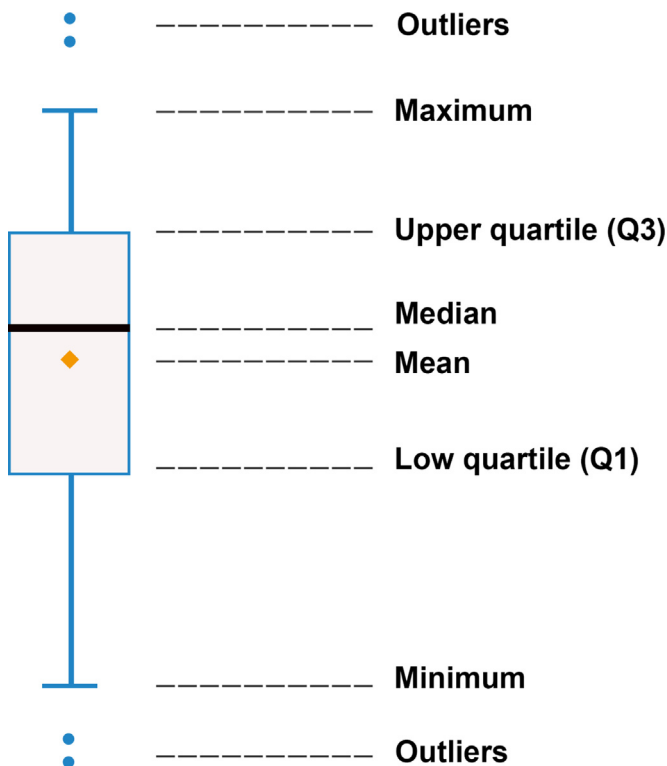 Outliers
Maximum
Upper quartile (Q3)
Median
Mean
Low quartile (Q1)
Minimum
Outliers